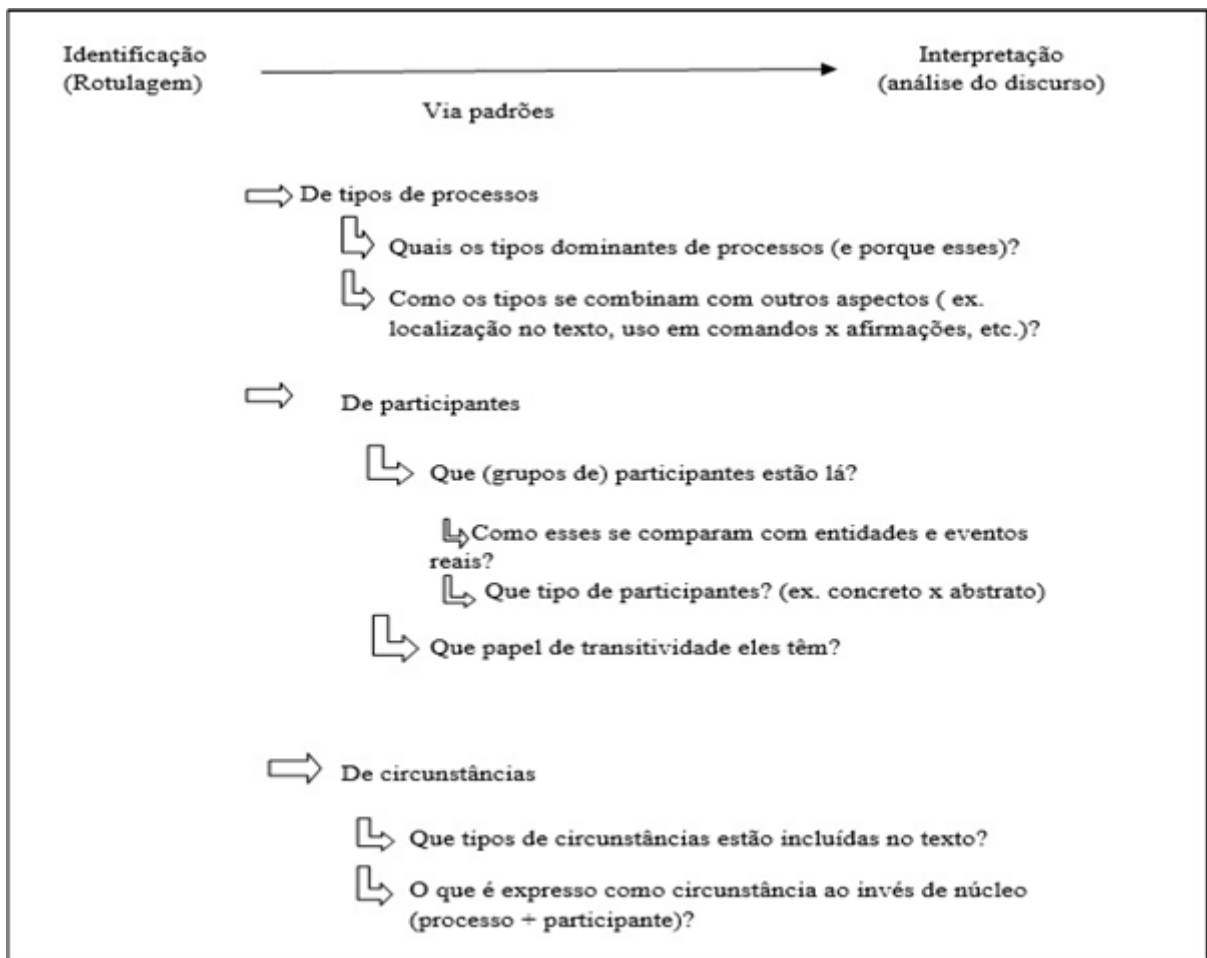 Identificação
(Rotulagem)
Via padrões
Interpretação
(análise do discurso)
De tipos de processos
Quais os tipos dominantes de processos (e porque esses)?
Como os tipos se combinam com outros aspectos ( ex.
localização no texto, uso em comandos x afirmações, etc.)?
De participantes
Que (grupos de) participantes estão lá?
Como esses se comparam com entidades e eventos
reais?
Que tipo de participantes? (ex. concreto x abstrato)
Que papel de transitividade eles têm?
De circunstâncias
Que tipos de circunstâncias estão incluídas no texto?
O que é expresso como circunstância ao invés de núcleo
(processo + participante)?